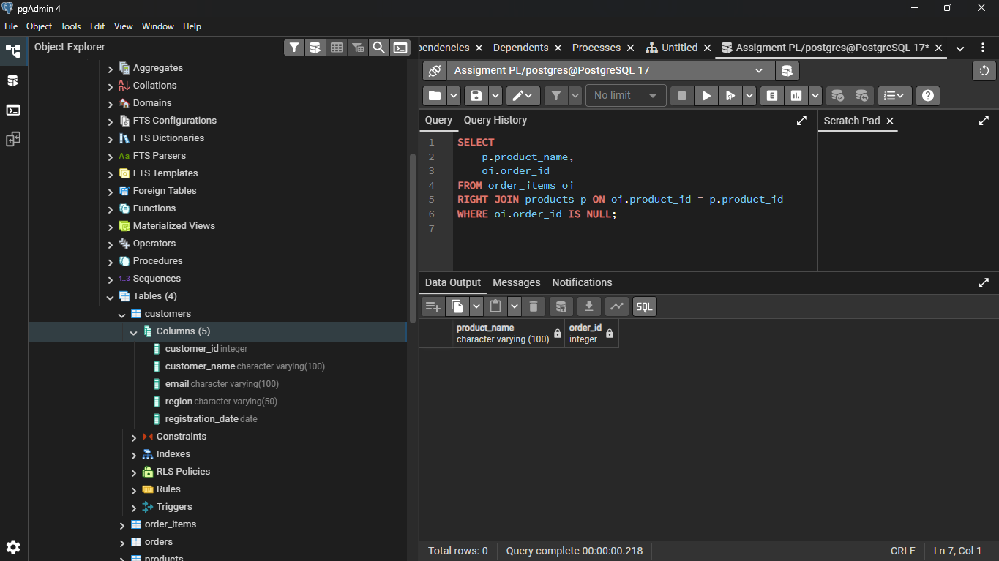 pgAdmin 4
File Object Tools Edit View Window Help
Object Explorer
Aggregates
Collations
Domains
FTS Configurations
FTS Dictionaries
Aa FTS Parsers
FTS Templates
Foreign Tables
Functions
Materialized Views
Operators
Procedures
1..3 Sequences
Tables (4)
customers
Columns (5)
customer_id integer
customer_name character varying(100)
email character varying(100)
region character varying(50)
registration_date date
Constraints
Indexes
RLS Policies
Rules
Triggers
order_items
orders
products
pendencies Dependents Processes Untitled Assigment PL/postgres@PostgreSQL 17*
Assigment PL/postgres@PostgreSQL 17
No limit E
Query Query History
Scratch Pad
1 SELECT
2 p.product_name,
3 oi.order_id
4 FROM order_items oi
5 RIGHT JOIN products p ON oi.product_id = p.product_id
6 WHERE oi.order_id IS NULL;
7
Data Output Messages Notifications
SQL
product_name order_id
character varying (100) integer
Total rows: 0 Query complete 00:00:00.218 CRLF Ln 7, Col 1